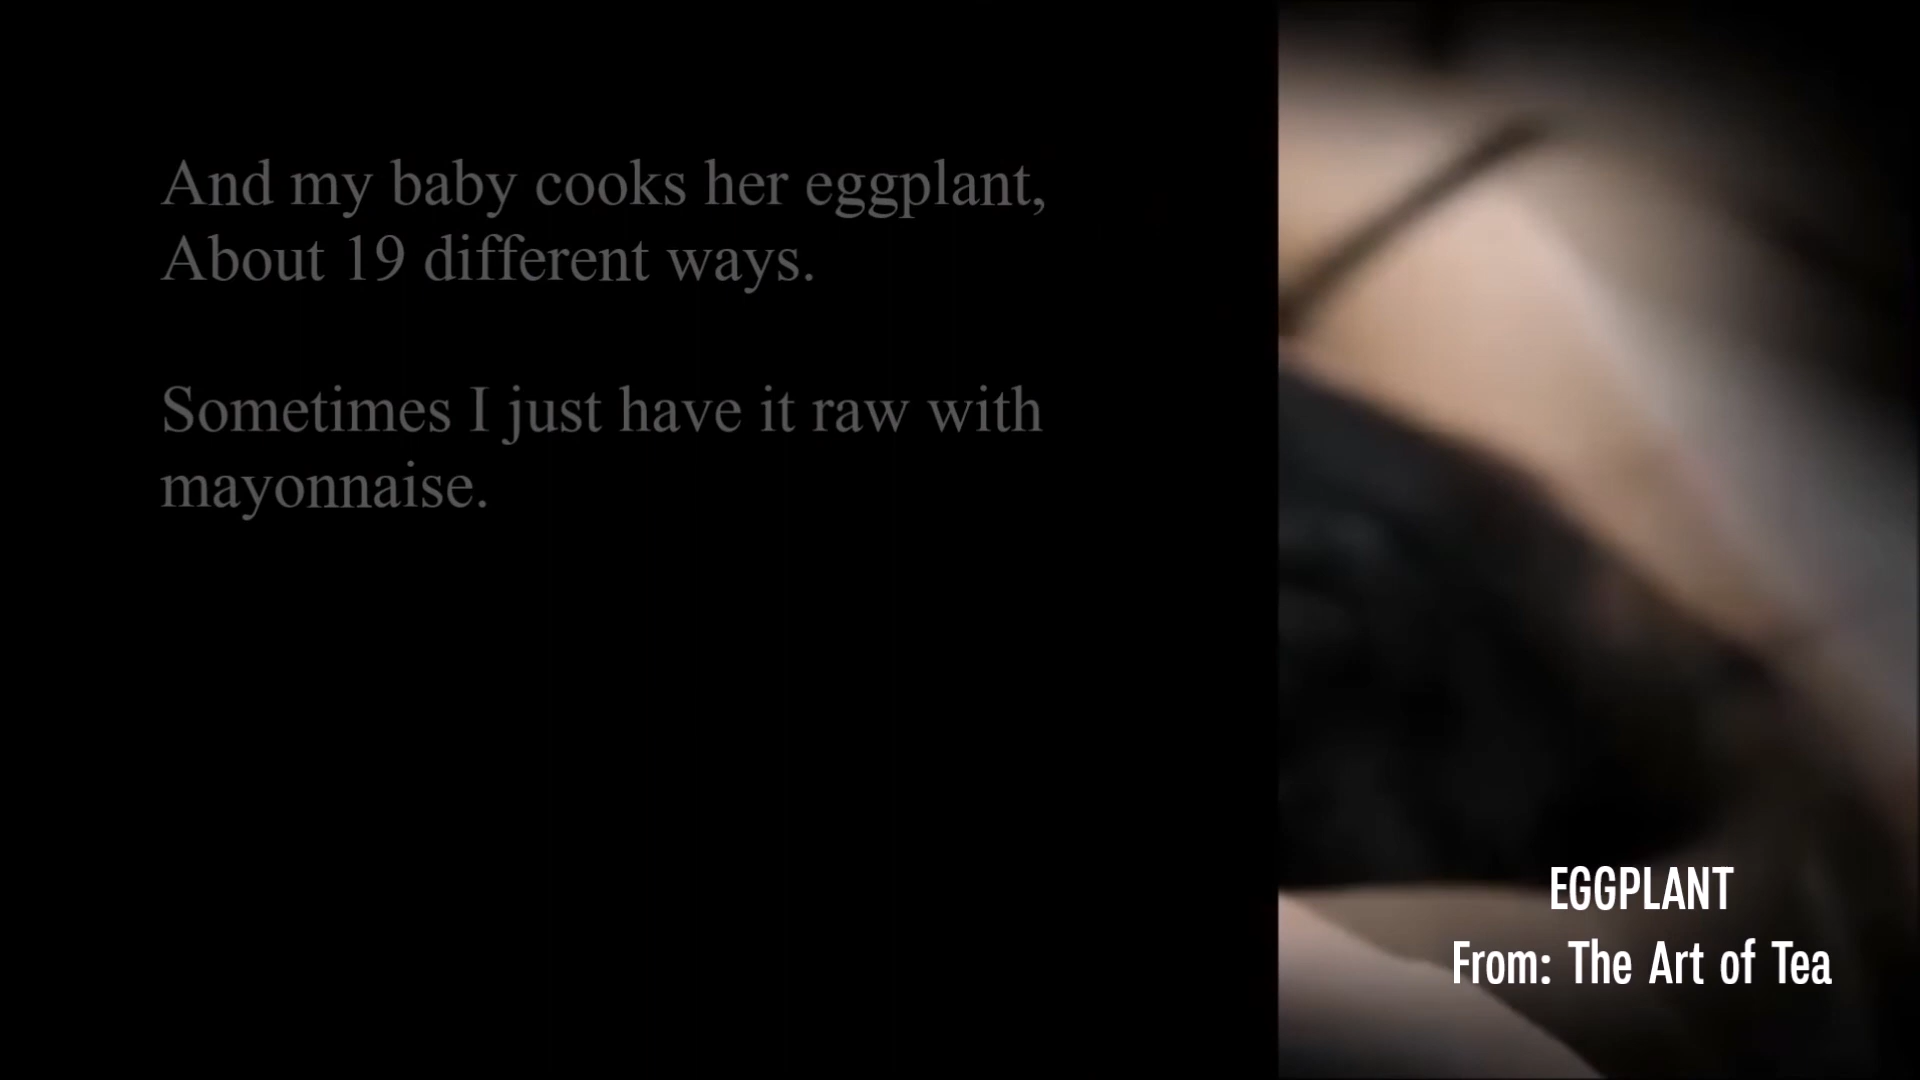 And my baby cooks her eggplant,
About 19 different ways.
Sometimes I just have it raw with
mayonnaise.
EGGPLANT
From: The Art of Tea